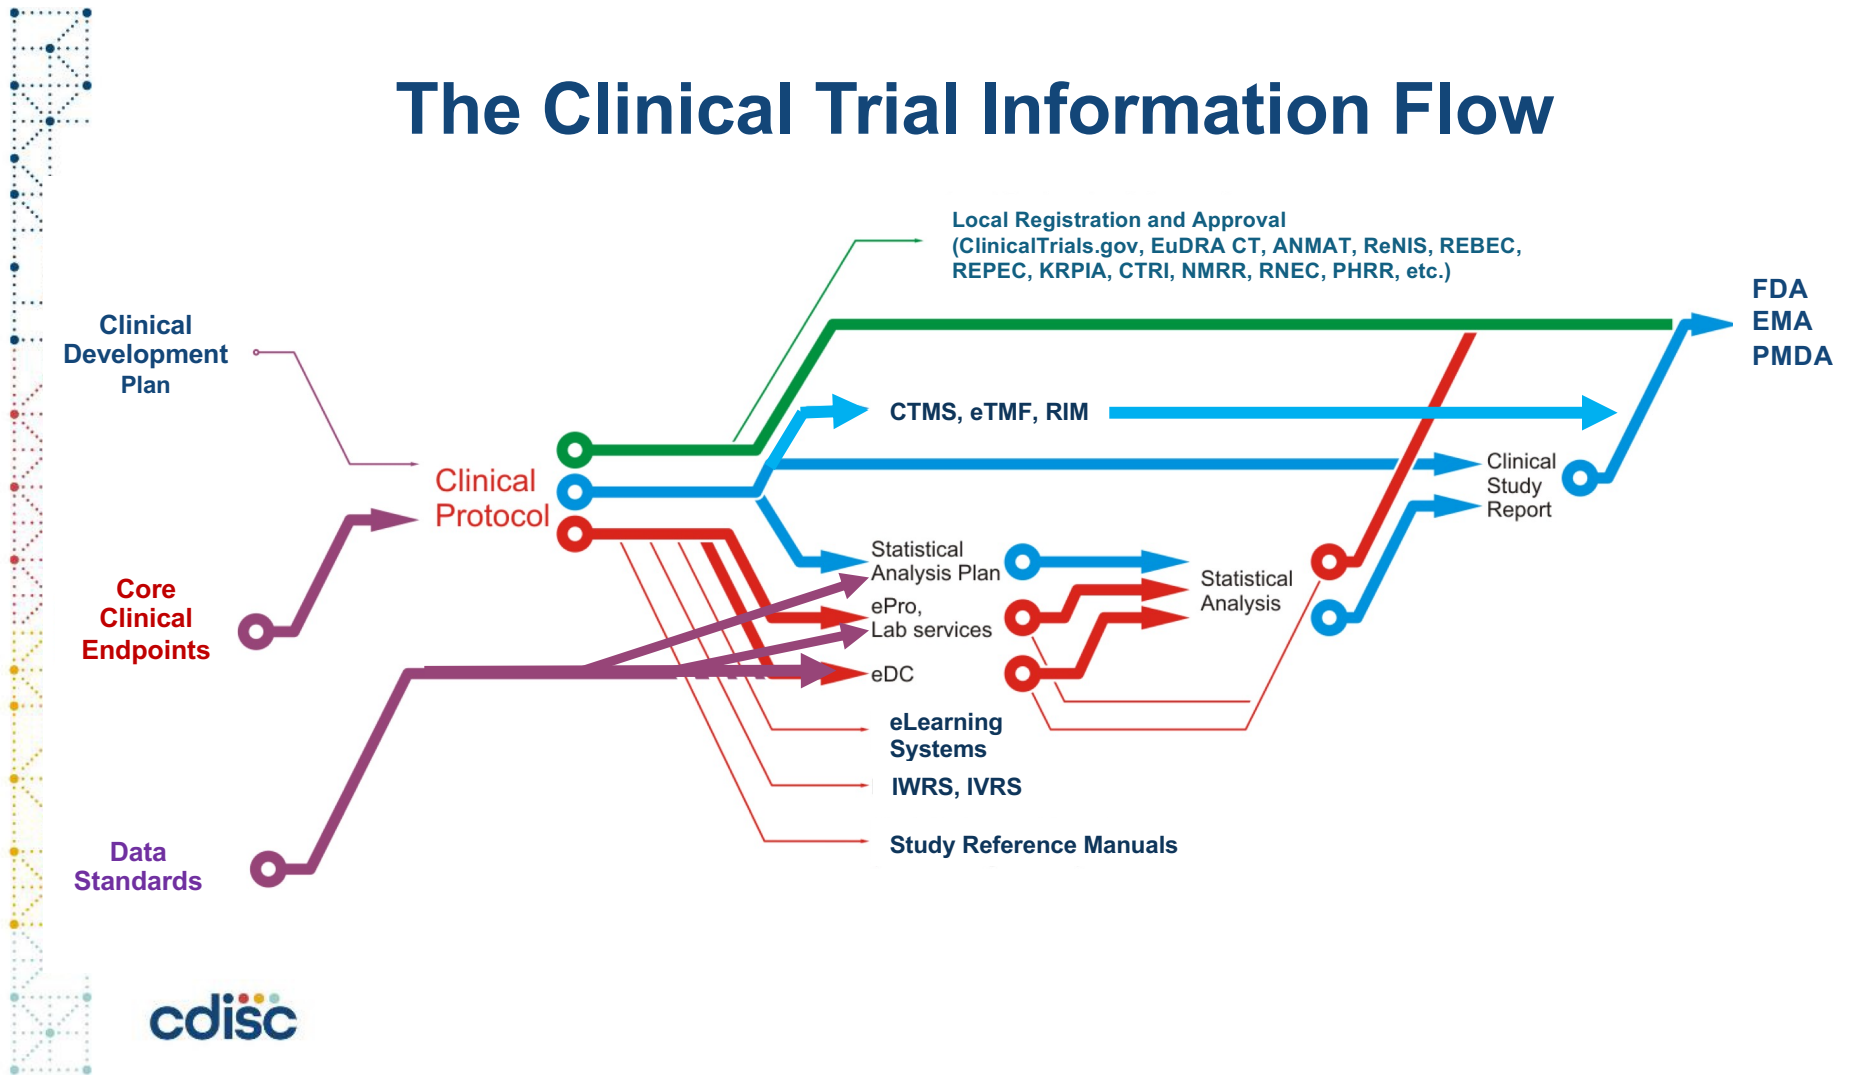 The Clinical Trial Information Flow
Local Registration and Approval
(ClinicalTrials.gov, EuDRA CT, ANMAT, ReNIS, REBEC,
REPEC, KRPIA, CTRI, NMRR, RNEC, PHRR, etc.)
FDA
EMA
PMDA
Clinical
Development
Plan
CTMS, eTMF, RIM
Clinical
Protocol
Clinical
Study
Report
Statistical
Analysis Plan
Statistical
Analysis
ePro,
Lab services
Core
Clinical
Endpoints
eDC
eLearning
Systems
IWRS, IVRS
Study Reference Manuals
Data
Standards
cdisc